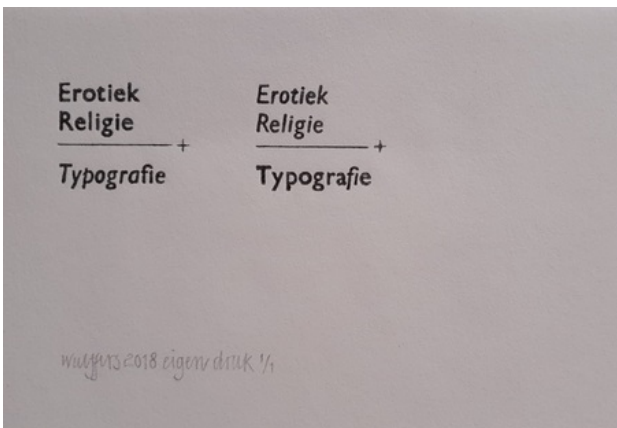 Erotiek
Religie
+
Typografie
Erotiek
Religie
+
Typografie
2018 eigen druk 1/1